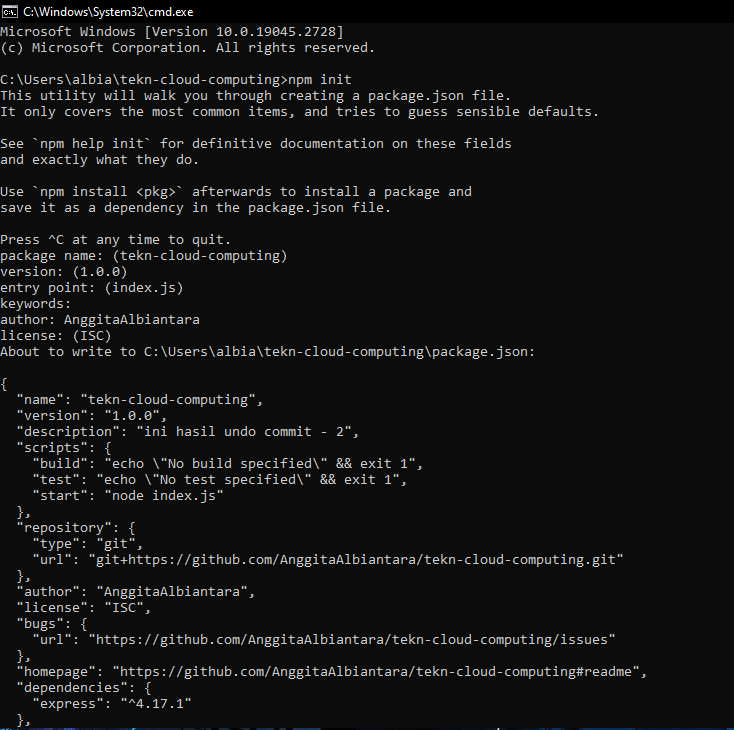 C:\Windows\System32\cmd.exe
Microsoft Windows [Version 10.0.19045.2728]
(c) Microsoft Corporation. All rights reserved.
C:\Users\albia\tekn-cloud-computing>npm init
This utility will walk you through creating a package.json file.
It only covers the most common items, and tries to guess sensible defaults.
See `npm help init` for definitive documentation on these fields
and exactly what they do.
Use `npm install <pkg>` afterwards to install a package and
save it as a dependency in the package.json file.
Press ^C at any time to quit.
package name: (tekn-cloud-computing)
version: (1.0.0)
entry point: (index.js)
keywords:
author: AnggitaAlbiantara
license: (ISC)
About to write to C:\Users\albia\tekn-cloud-computing\package.json:
{
  "name": "tekn-cloud-computing",
  "version": "1.0.0",
  "description": "ini hasil undo commit - 2",
  "scripts": {
    "build": "echo \"No build specified\" && exit 1",
    "test": "echo \"No test specified\" && exit 1",
    "start": "node index.js"
  },
  "repository": {
    "type": "git",
    "url": "git+https://github.com/AnggitaAlbiantara/tekn-cloud-computing.git"
  },
  "author": "AnggitaAlbiantara",
  "license": "ISC",
  "bugs": {
    "url": "https://github.com/AnggitaAlbiantara/tekn-cloud-computing/issues"
  },
  "homepage": "https://github.com/AnggitaAlbiantara/tekn-cloud-computing#readme",
  "dependencies": {
    "express": "^4.17.1"
  },